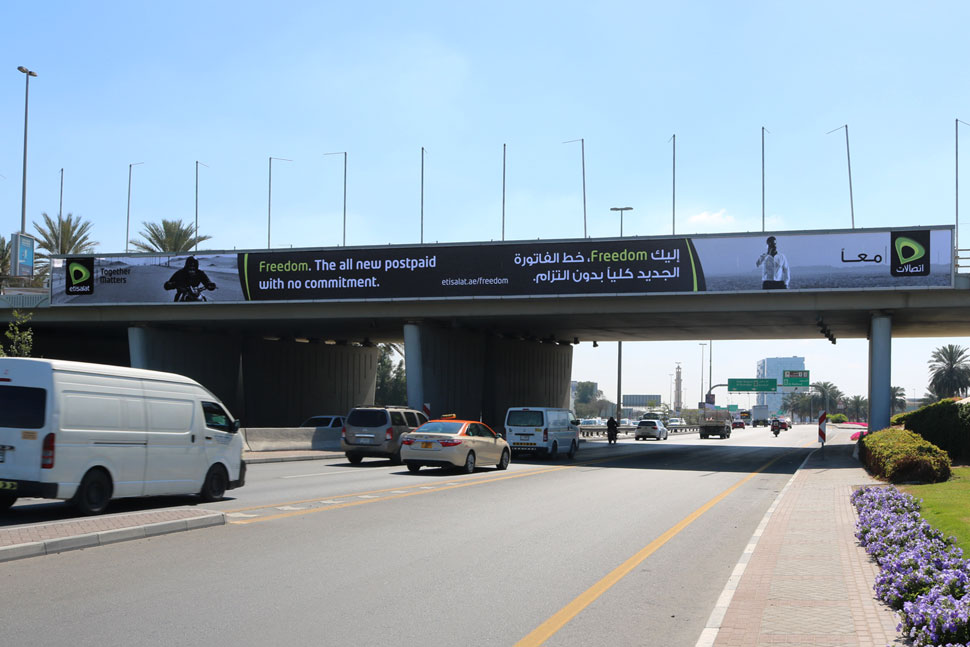 etisalat
Together
Matters
Freedom. The all new postpaid
with no commitment.
etisalat.ae/freedom
إليك Freedom، خط الفاتورة
الجديد كلياً بدون التزام.
معاً
اتصالات